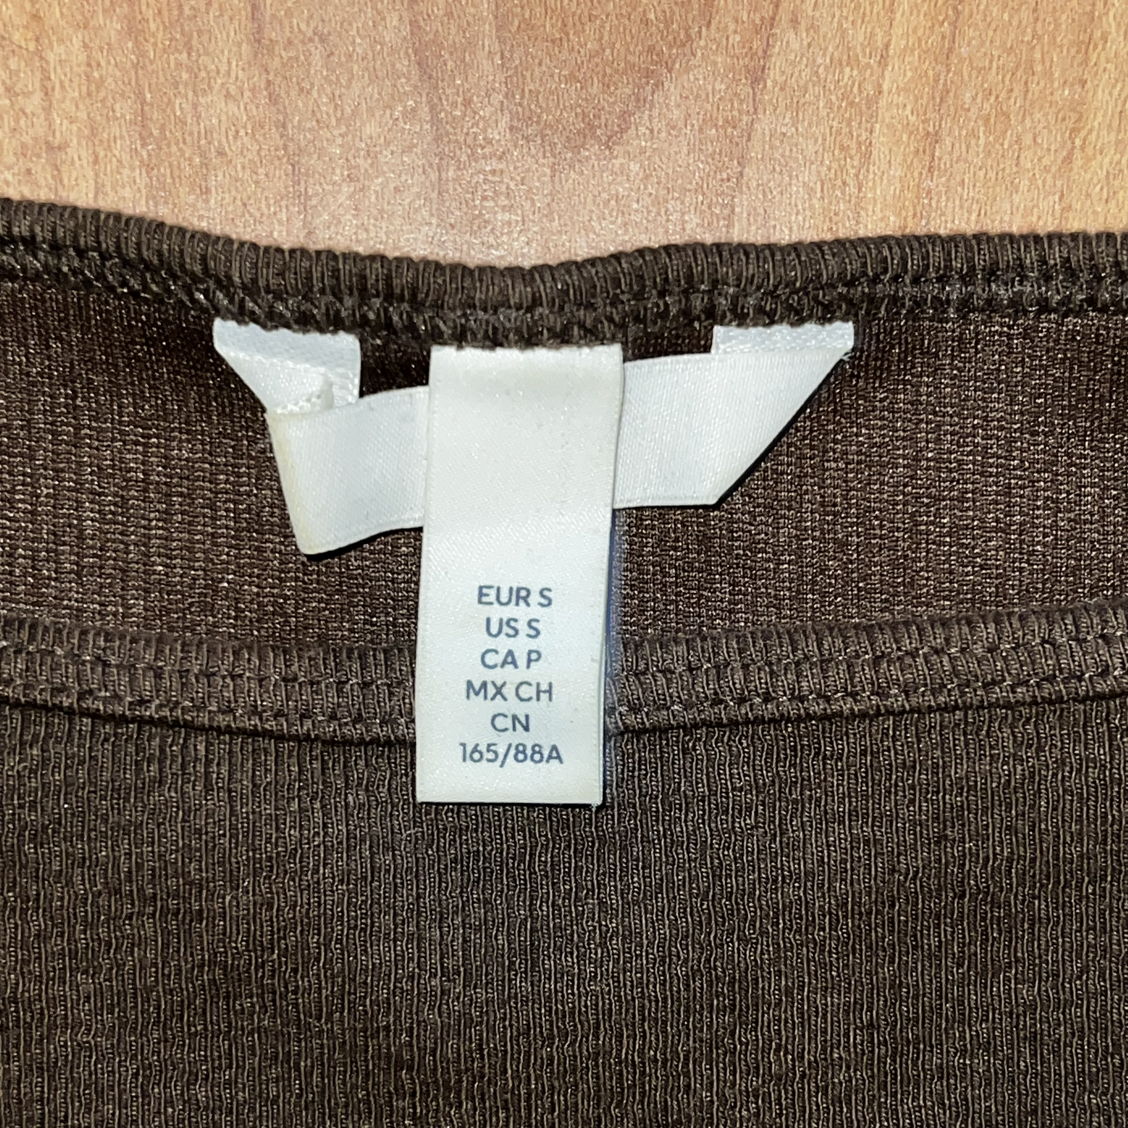 EUR S
US S
CA P
MX CH
CN
165/88A